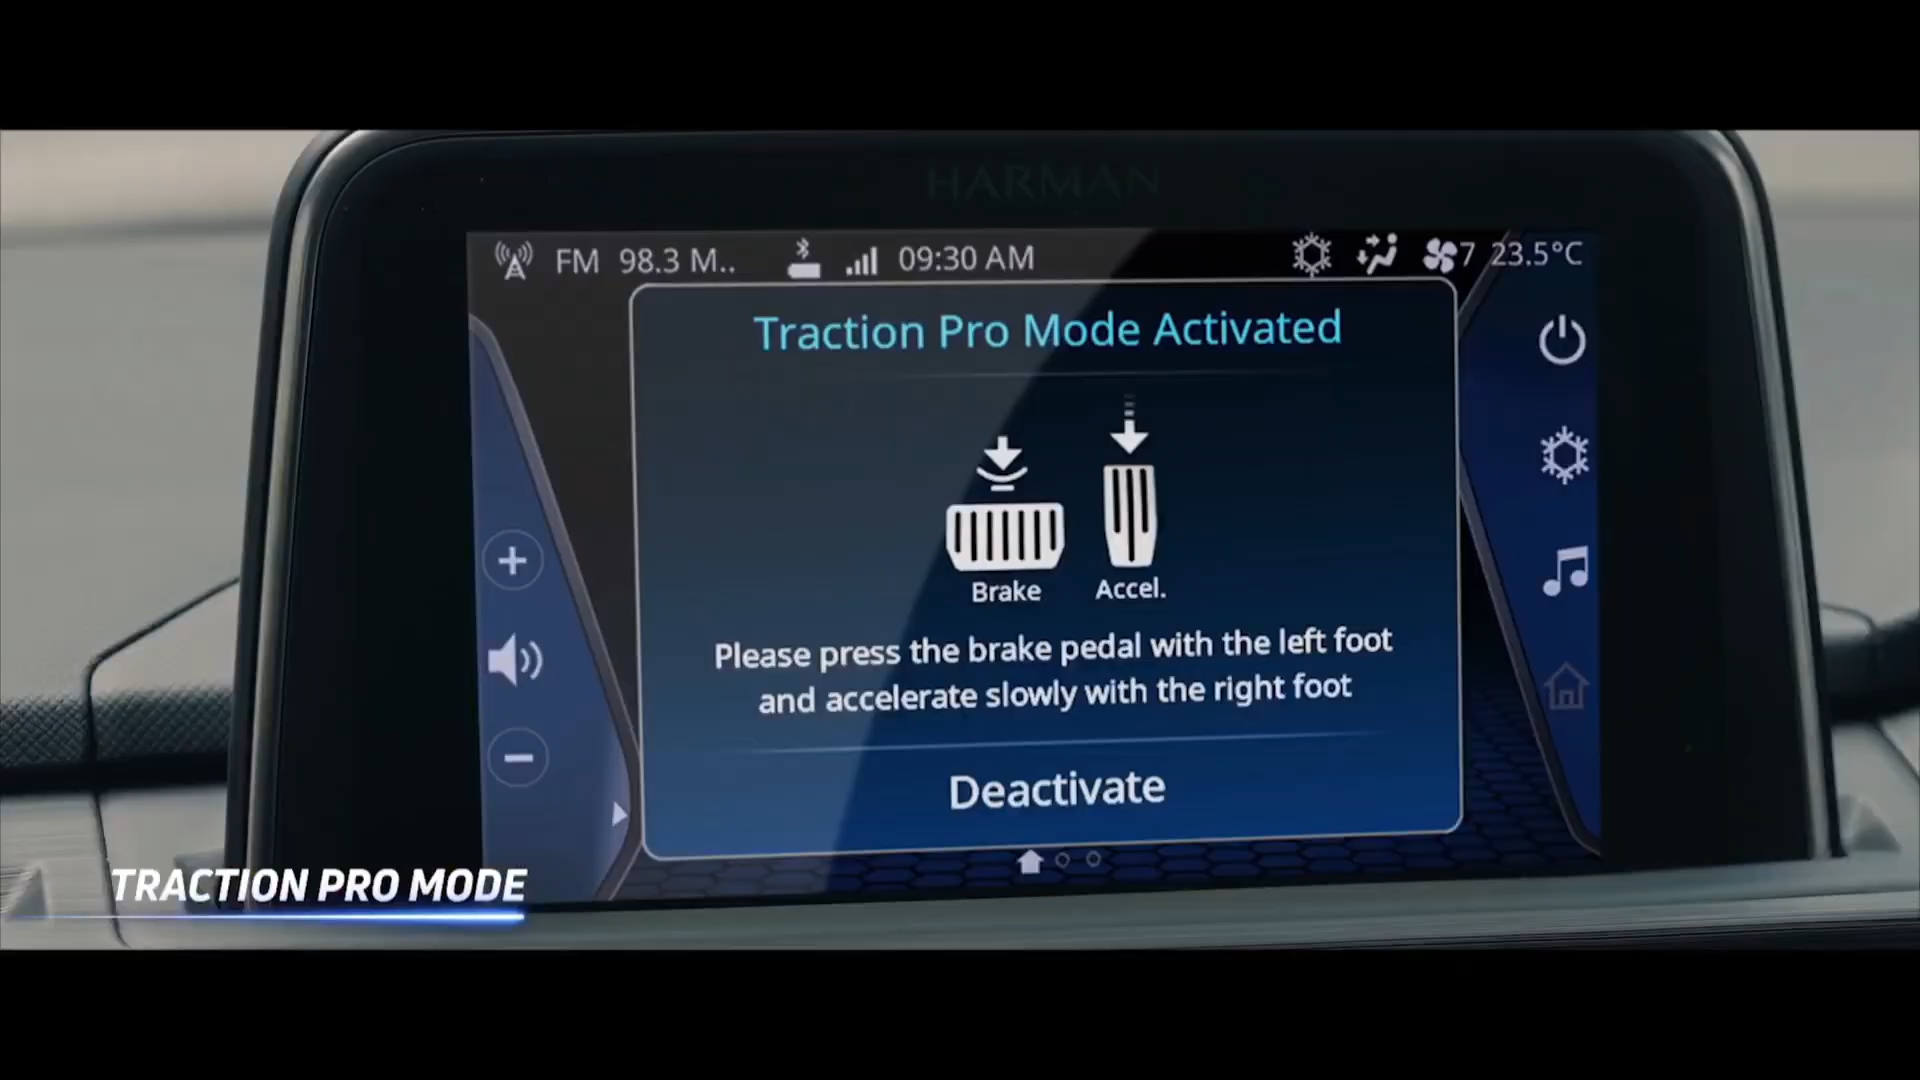 HARMAN
FM 98.3 M.. 09:30 AM 7 23.5°C
Traction Pro Mode Activated
Brake Accel.
Please press the brake pedal with the left foot
and accelerate slowly with the right foot
Deactivate
TRACTION PRO MODE